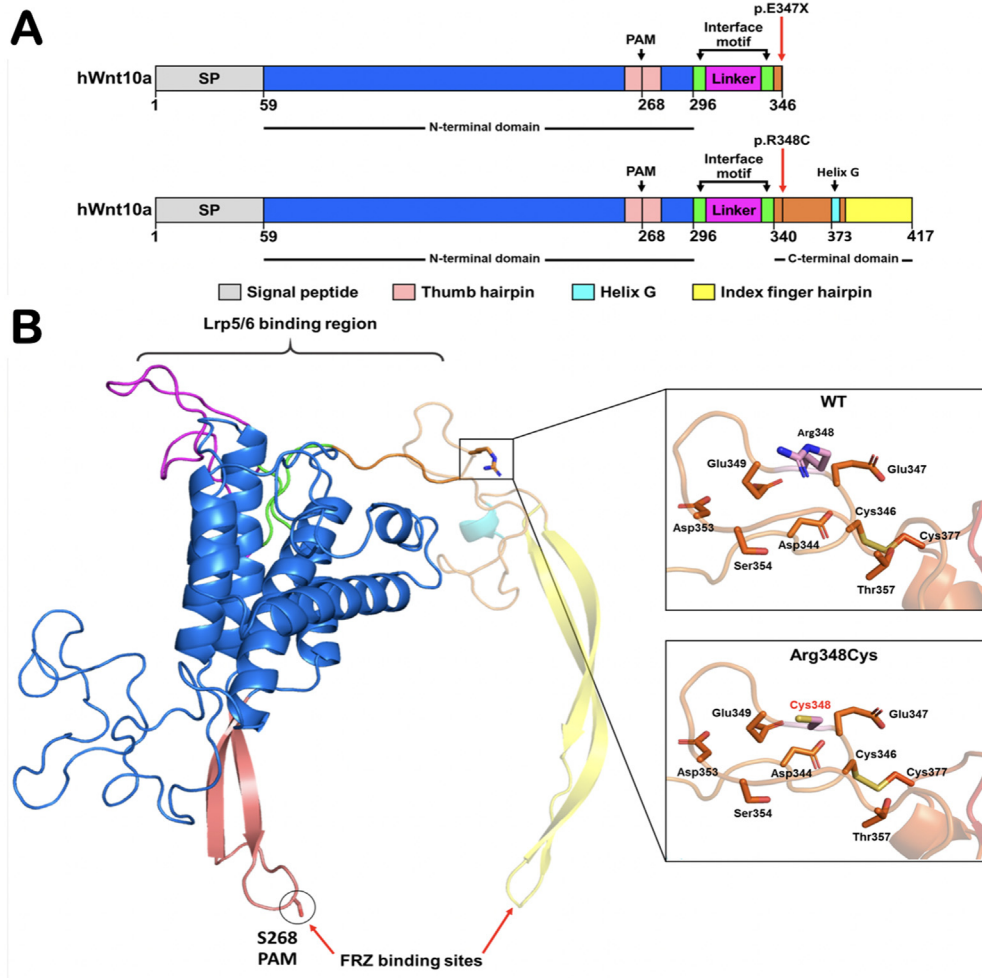 A
p.E347X
Interface
motif
PAM
hWnt10a
SP
Linker
1
59
268
296
346
N-terminal domain
p.R348C
Interface
motif
PAM
Helix G
hWnt10a
SP
Linker
1
59
268
296
340
373
417
N-terminal domain
C-terminal domain
Signal peptide
Thumb hairpin
Helix G
Index finger hairpin
B
Lrp5/6 binding region
WT
Arg348
Glu349
Glu347
Cys346
Asp353
Asp344
Cys377
Ser354
Thr357
Arg348Cys
Cys348
Glu349
Glu347
Cys346
Asp353
Asp344
Cys377
Ser354
Thr357
S268
PAM
FRZ binding sites